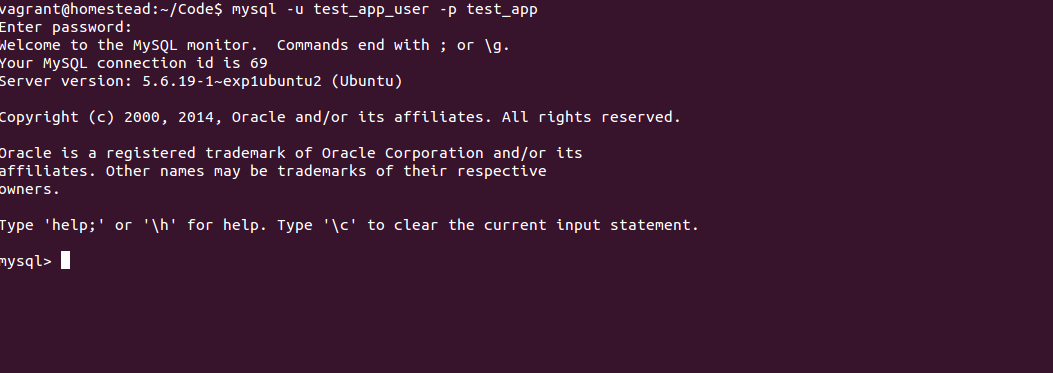 vagrant@homestead:~/Code$ mysql -u test_app_user -p test_app
Enter password:
Welcome to the MySQL monitor.  Commands end with ; or \g.
Your MySQL connection id is 69
Server version: 5.6.19-1~exp1ubuntu2 (Ubuntu)
Copyright (c) 2000, 2014, Oracle and/or its affiliates. All rights reserved.
Oracle is a registered trademark of Oracle Corporation and/or its
affiliates. Other names may be trademarks of their respective
owners.
Type 'help;' or '\h' for help. Type '\c' to clear the current input statement.
mysql>